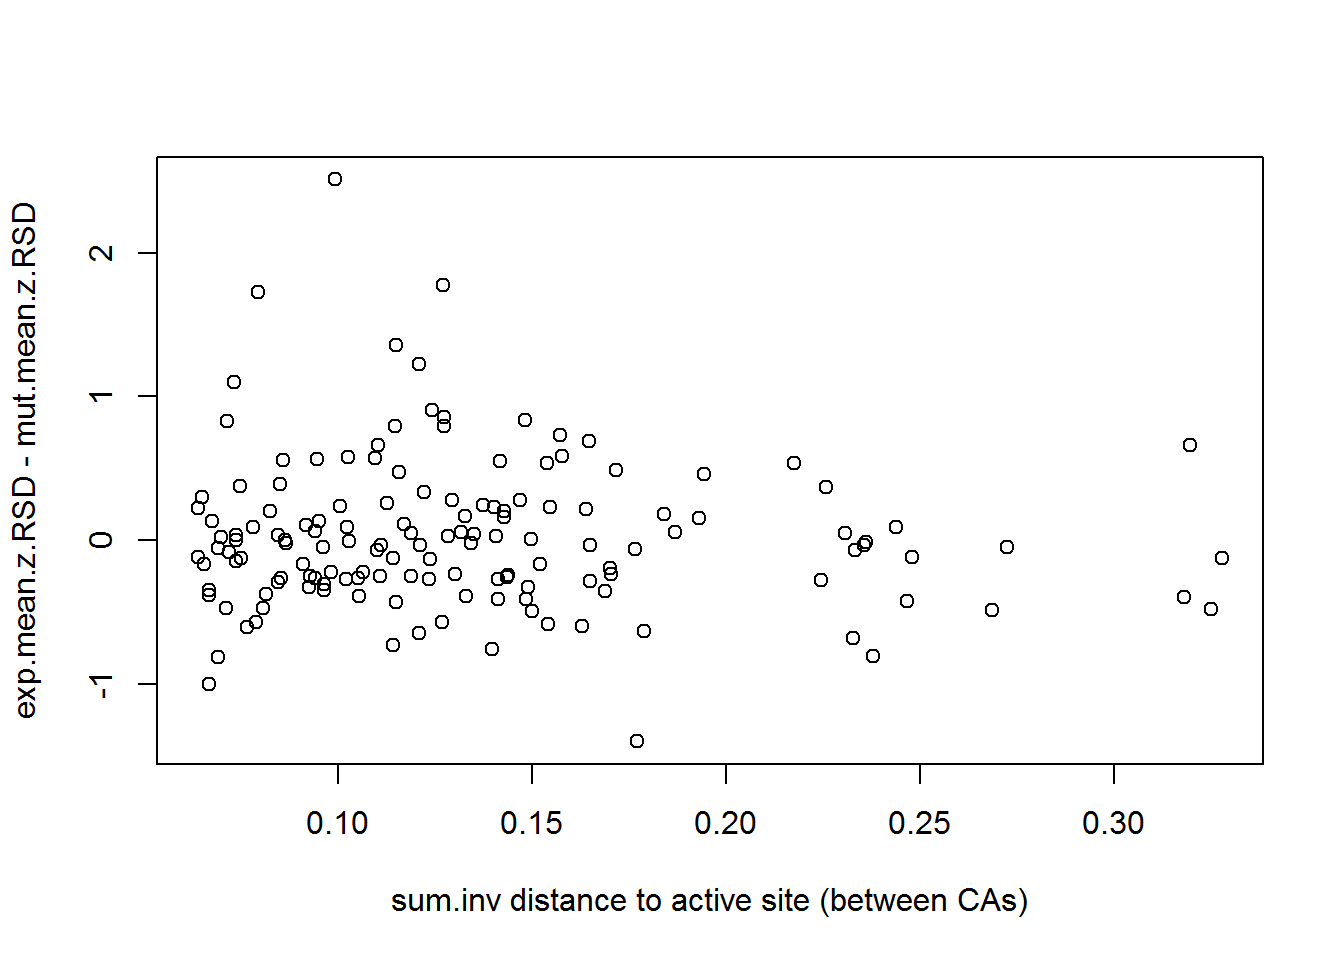 exp.mean.z.RSD - mut.mean.z.RSD
2
1
0
-1
0.10 0.15 0.20 0.25 0.30
sum.inv distance to active site (between CAs)